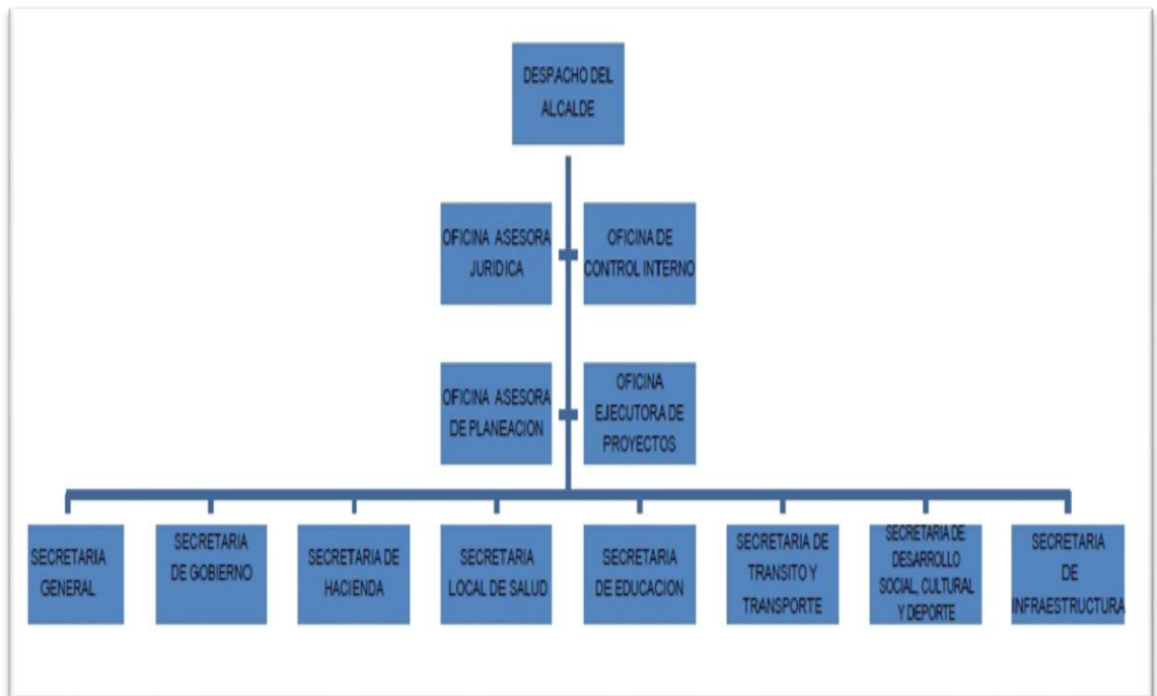 DESPACHO DEL
ALCALDE
OFICINA ASESORA
JURIDICA
OFICINA DE
CONTROL INTERNO
OFICINA ASESORA
DE PLANEACION
OFICINA
EJECUTORA DE
PROYECTOS
SECRETARIA
GENERAL
SECRETARIA
DE GOBIERNO
SECRETARIA DE
HACIENDA
SECRETARIA
LOCAL DE SALUD
SECRETARIA
DE EDUCACION
SECRETARIA DE
TRANSITO Y
TRANSPORTE
SECRETARIA DE
DESARROLLO
SOCIAL, CULTURAL
Y DEPORTE
SECRETARIA
DE
INFRAESTRUCTURA